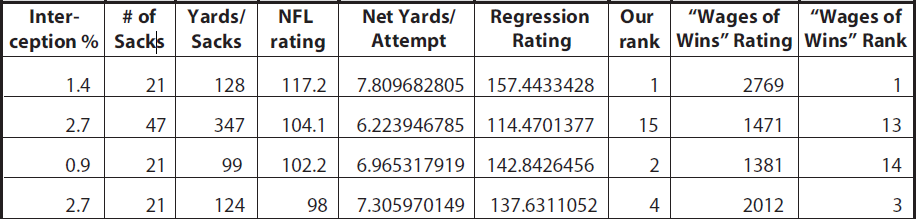 Inter- # of Yards/ NFL Net Yards/ Regression Our “Wages of “Wages of
ception % Sacks Sacks rating Attempt Rating rank Wins” Rating Wins” Rank
1.4 21 128 117.2 7.809682805 157.4433428 1 2769 1
2.7 47 347 104.1 6.223946785 114.4701377 15 1471 13
0.9 21 99 102.2 6.965317919 142.8426456 2 1381 14
2.7 21 124 98 7.305970149 137.6311052 4 2012 3